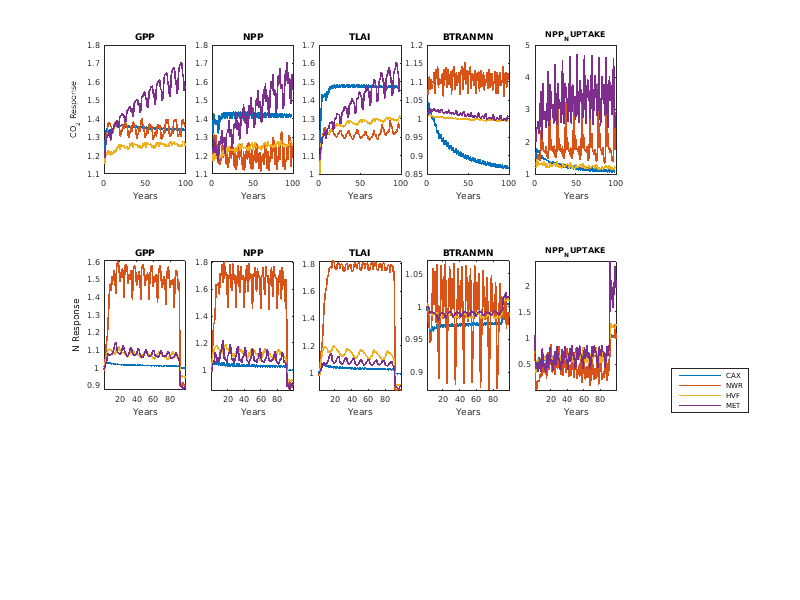 GPP NPP TLAI BTRANMN NPP_N UPTAKE
CO₂ Response
1.8 1.7 1.6 1.5 1.4 1.3 1.2 1.1
1.8 1.7 1.6 1.5 1.4 1.3 1.2 1.1
1.7 1.6 1.5 1.4 1.3 1.2 1.1 1
1.2 1.15 1.1 1.05 1 0.95 0.9 0.85
5 4 3 2 1
0 50 100 0 50 100 0 50 100 0 50 100 0 50 100
Years Years Years Years Years
GPP NPP TLAI BTRANMN NPP_N UPTAKE
N Response
1.6 1.5 1.4 1.3 1.2 1.1 1 0.9
1.8 1.6 1.4 1.2 1
1.8 1.6 1.4 1.2 1
1.05 1 0.95 0.9
2 1.5 1 0.5
20 40 60 80 20 40 60 80 20 40 60 80 20 40 60 80 20 40 60 80
Years Years Years Years Years
CAX
NWR
HVF
MET